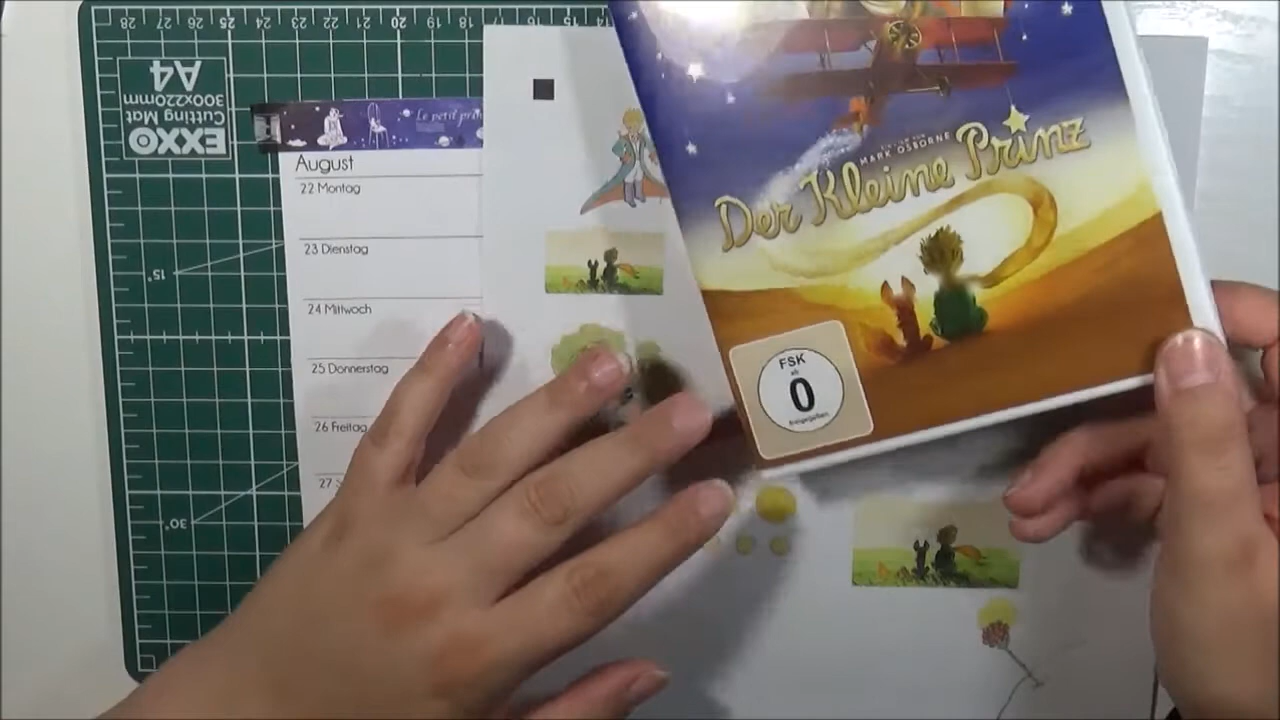 28 27 26 25 24 23 22 21 20 19 18 17 16 15 14
A4
300x220mm
Cutting Mat
EXXO
15°
30°
Le petit prin
August
22 Montag
23 Dienstag
24 Mittwoch
25 Donnerstag
26 Freitag
27
MARK OSBORNE
Der Kleine Prinz
FSK
ab
0
freigegeben